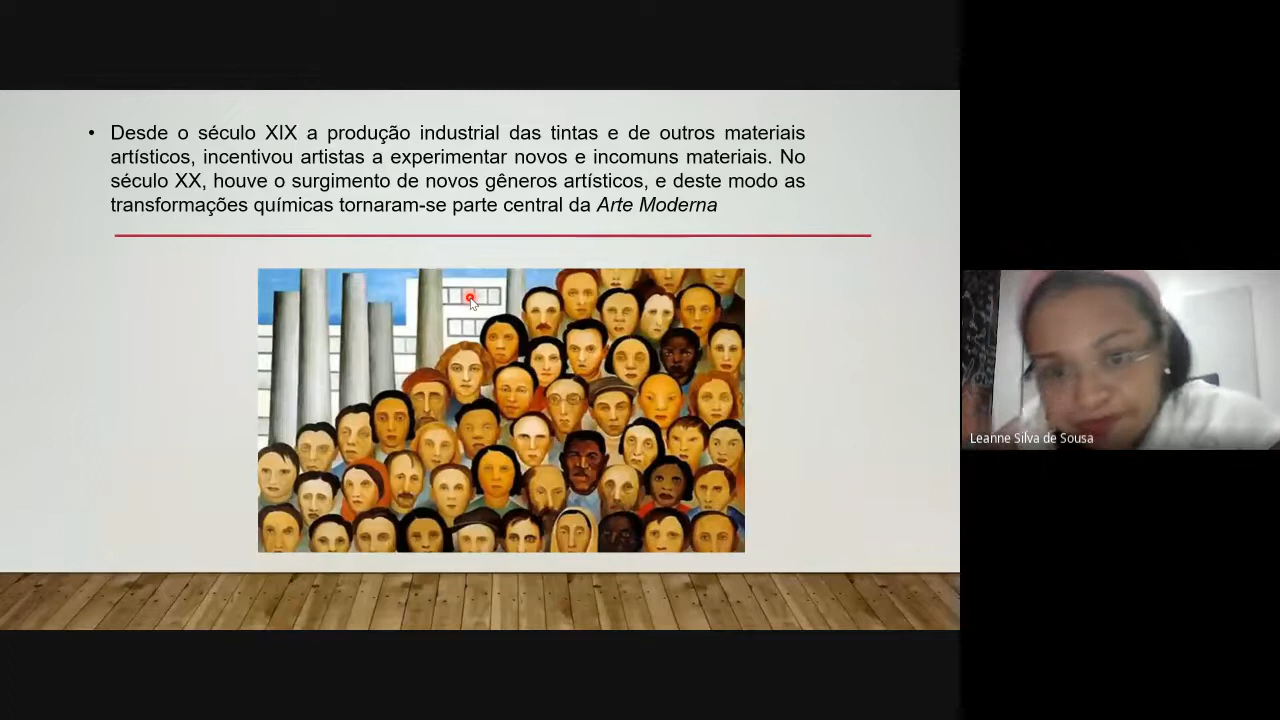 • Desde o século XIX a produção industrial das tintas e de outros materiais
artísticos, incentivou artistas a experimentar novos e incomuns materiais. No
século XX, houve o surgimento de novos gêneros artísticos, e deste modo as
transformações químicas tornaram-se parte central da Arte Moderna
Leanne Silva de Sousa